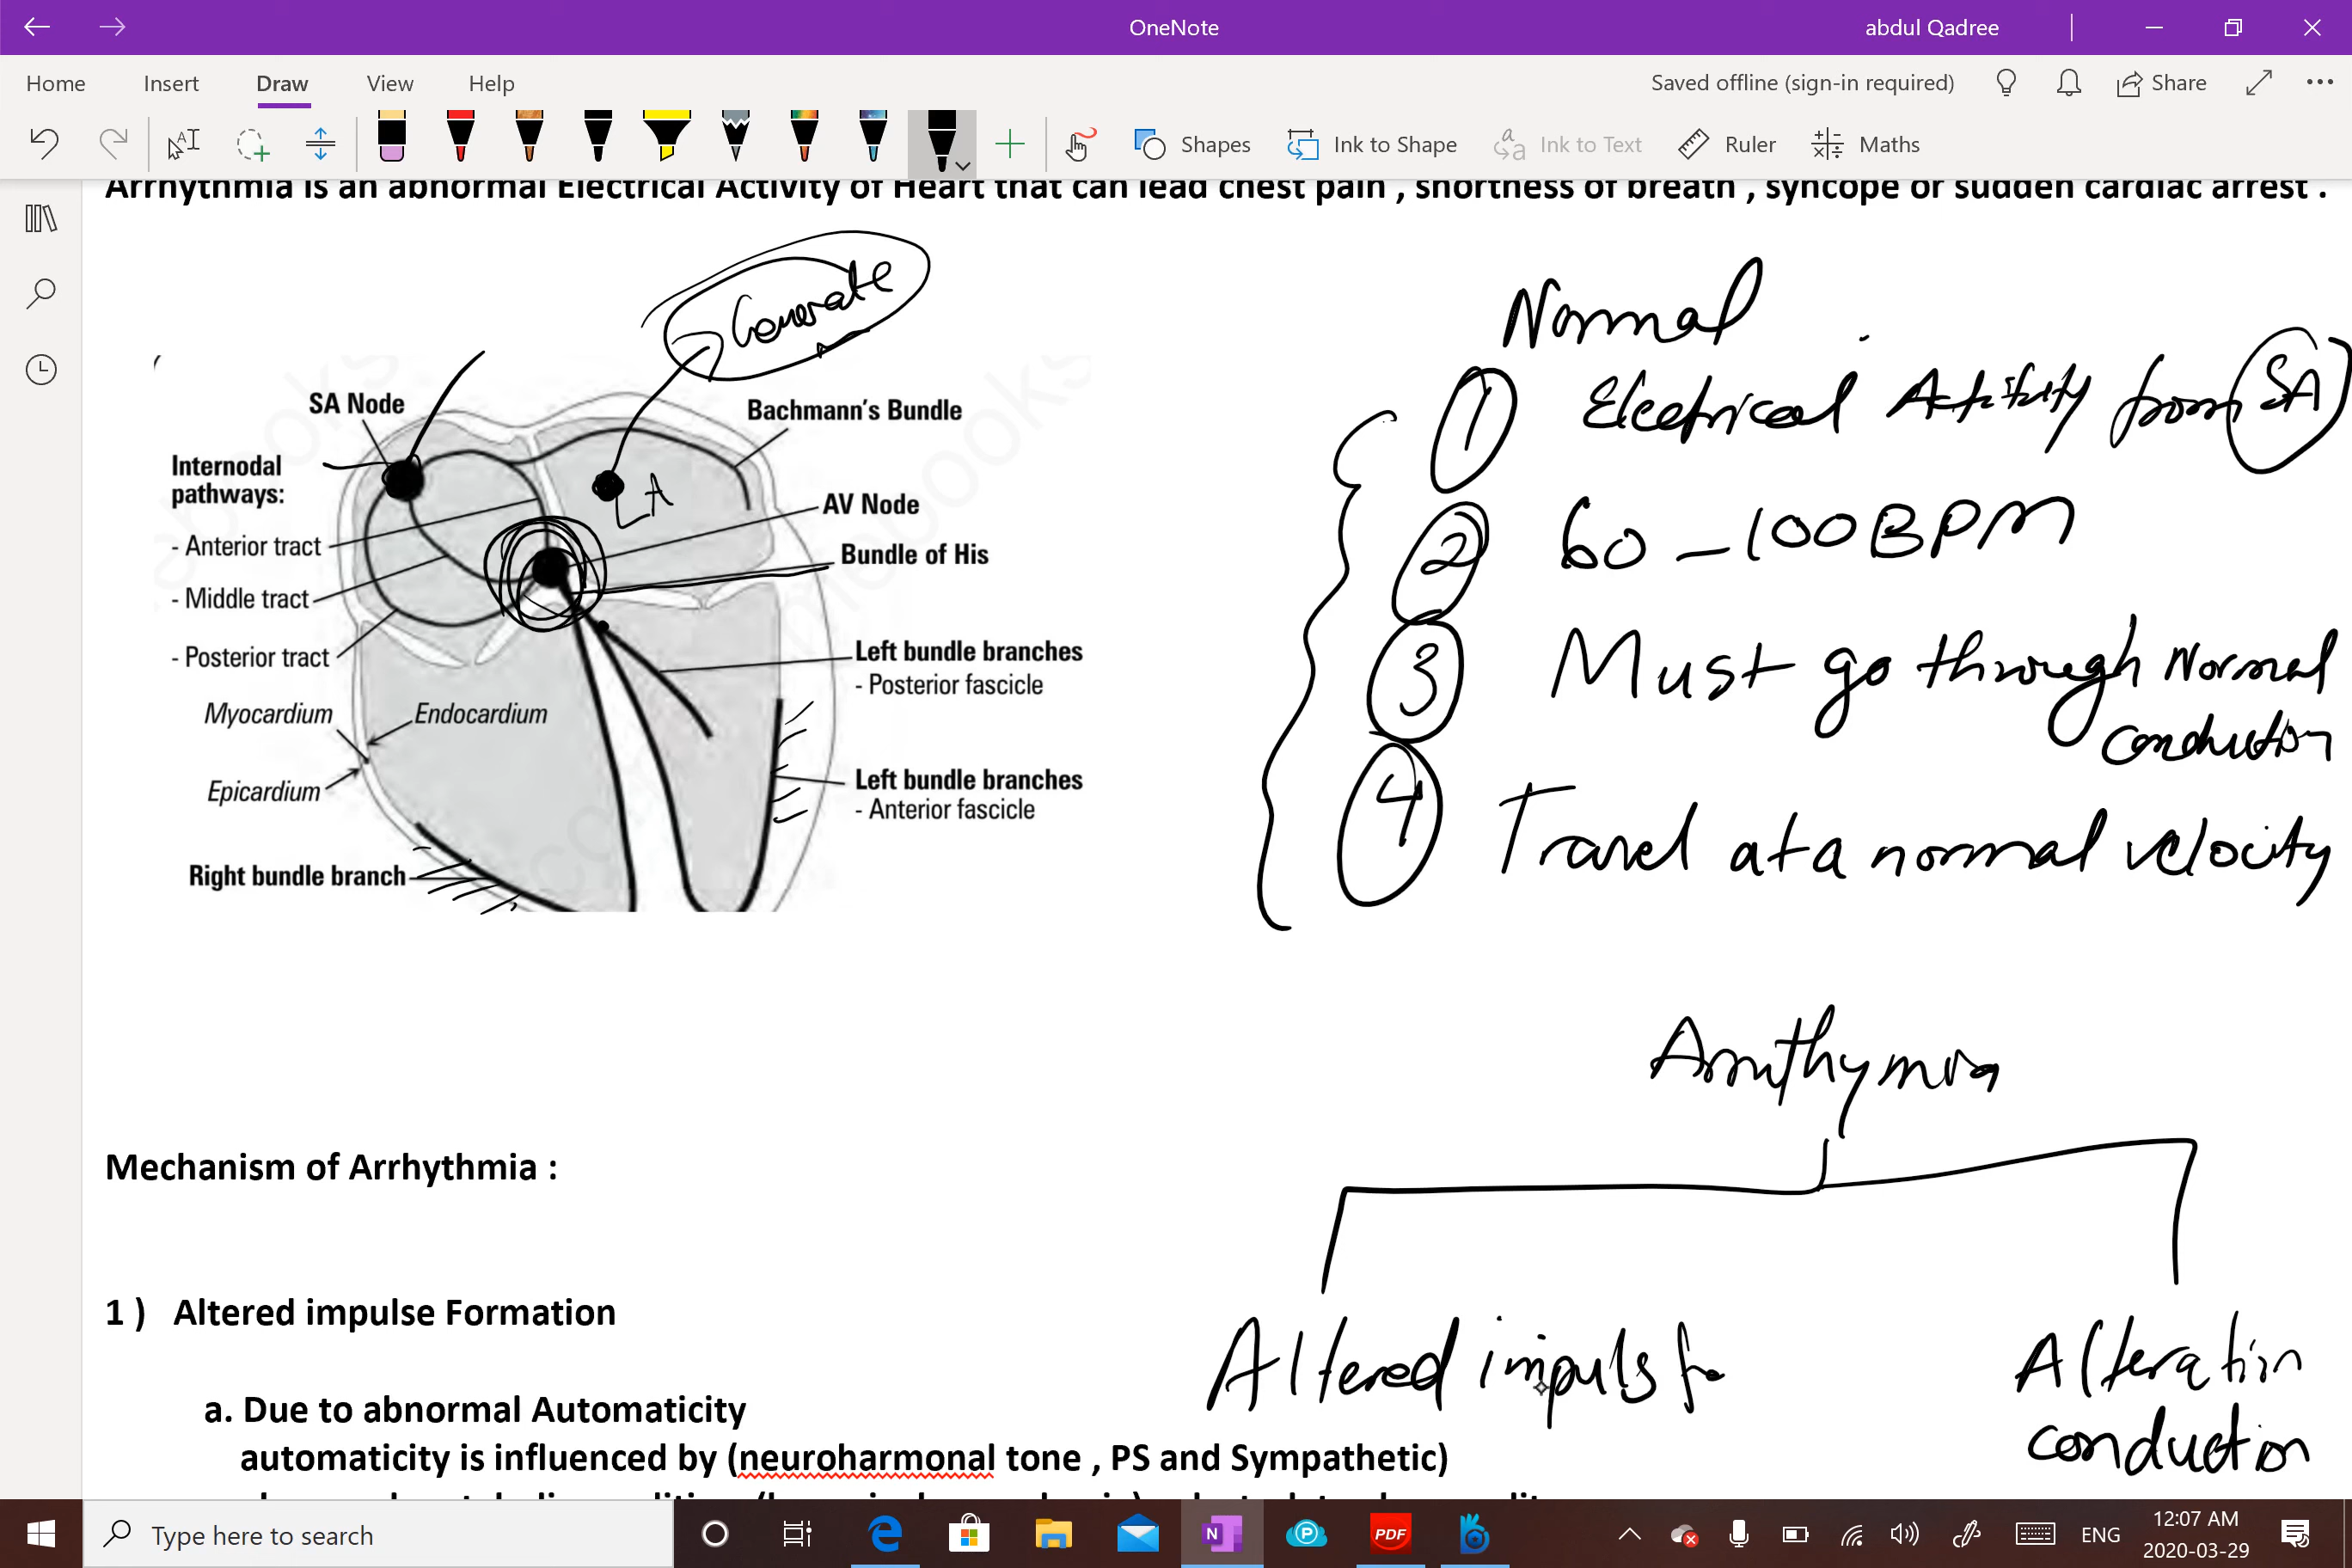 OneNote
abdul Qadree
Home Insert Draw View Help
Saved offline (sign-in required) Share
Shapes Ink to Shape Ink to Text Ruler Maths
Arrhythmia is an abnormal Electrical Activity of Heart that can lead chest pain , shortness of breath , syncope or sudden cardiac arrest .
Generate
SA Node
Bachmann's Bundle
Internodal
pathways:
LA
AV Node
- Anterior tract
Bundle of His
- Middle tract
- Posterior tract
Left bundle branches
- Posterior fascicle
Myocardium
Endocardium
Epicardium
Left bundle branches
- Anterior fascicle
Right bundle branch
Normal
1 Electrical Activity from SA
2 60 - 100 BPM
3 Must go through Normal
conduction
4 Travel at a normal velocity
Mechanism of Arrhythmia :
1 ) Altered impulse Formation
a. Due to abnormal Automaticity
automaticity is influenced by (neuroharmonal tone , PS and Sympathetic)
Altered impuls fo
Alteration
conduction
Type here to search
PDF
ENG
12:07 AM
2020-03-29